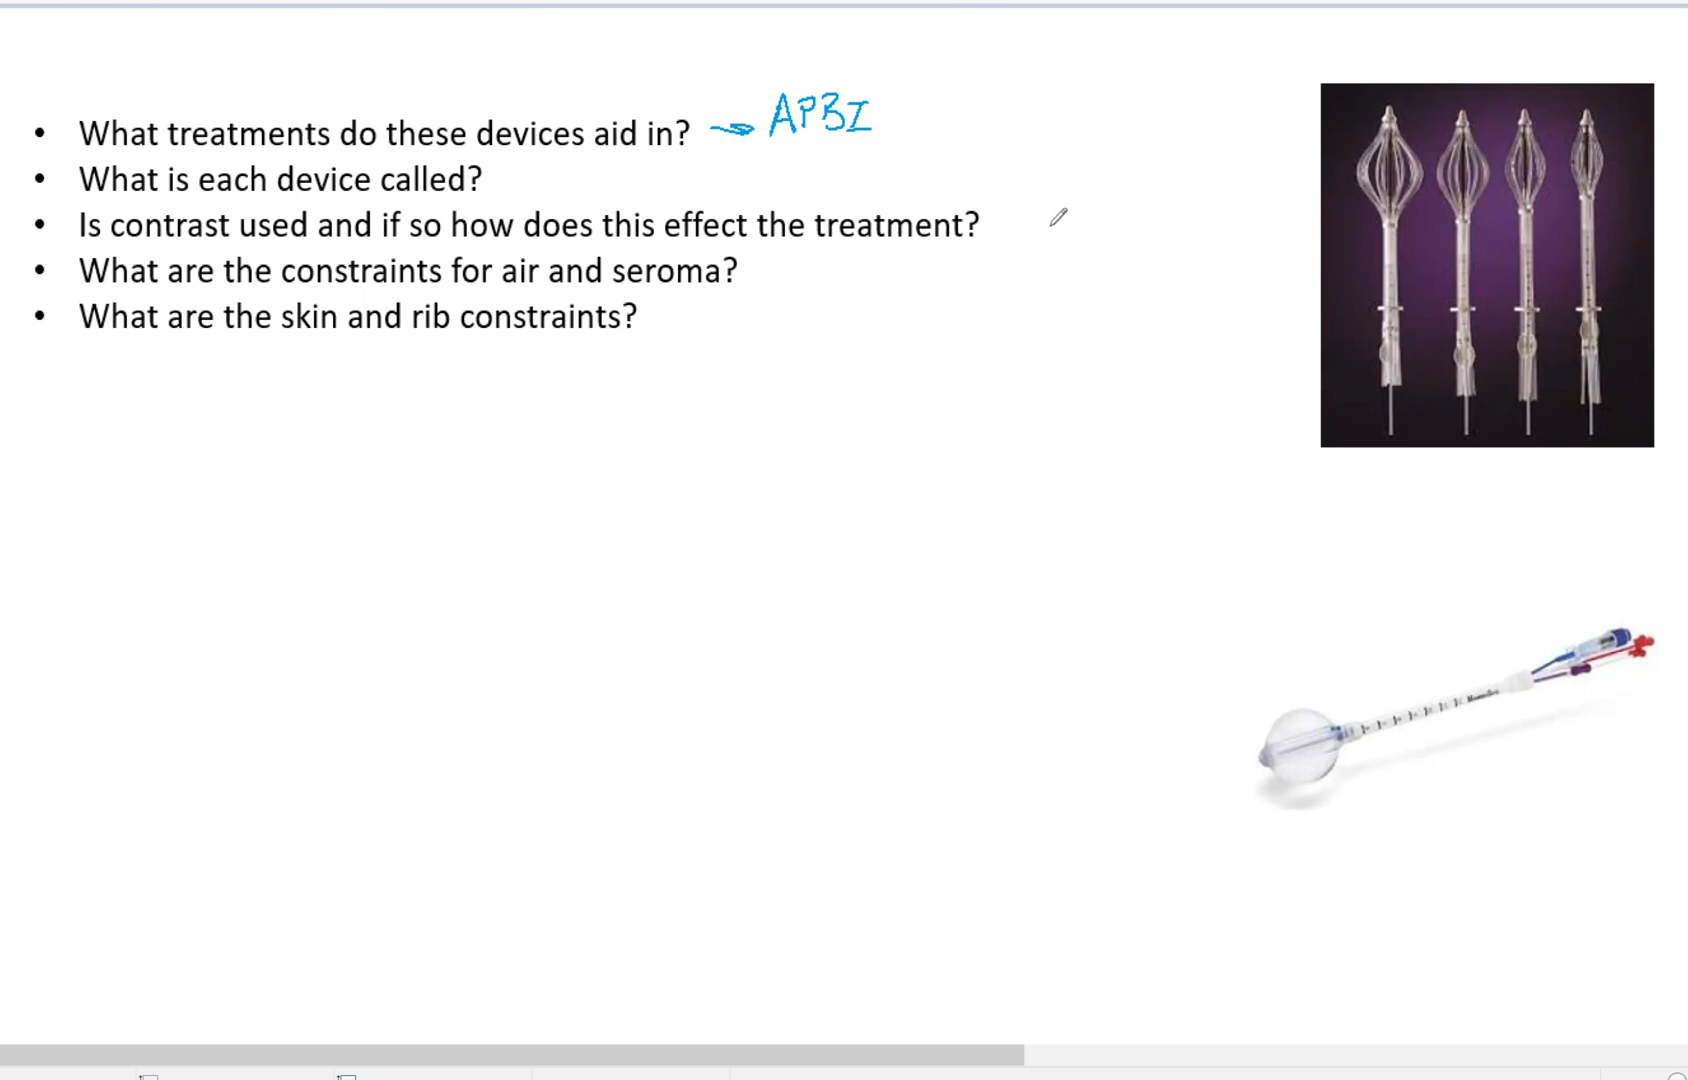 • What treatments do these devices aid in? → APBI
• What is each device called?
• Is contrast used and if so how does this effect the treatment?
• What are the constraints for air and seroma?
• What are the skin and rib constraints?